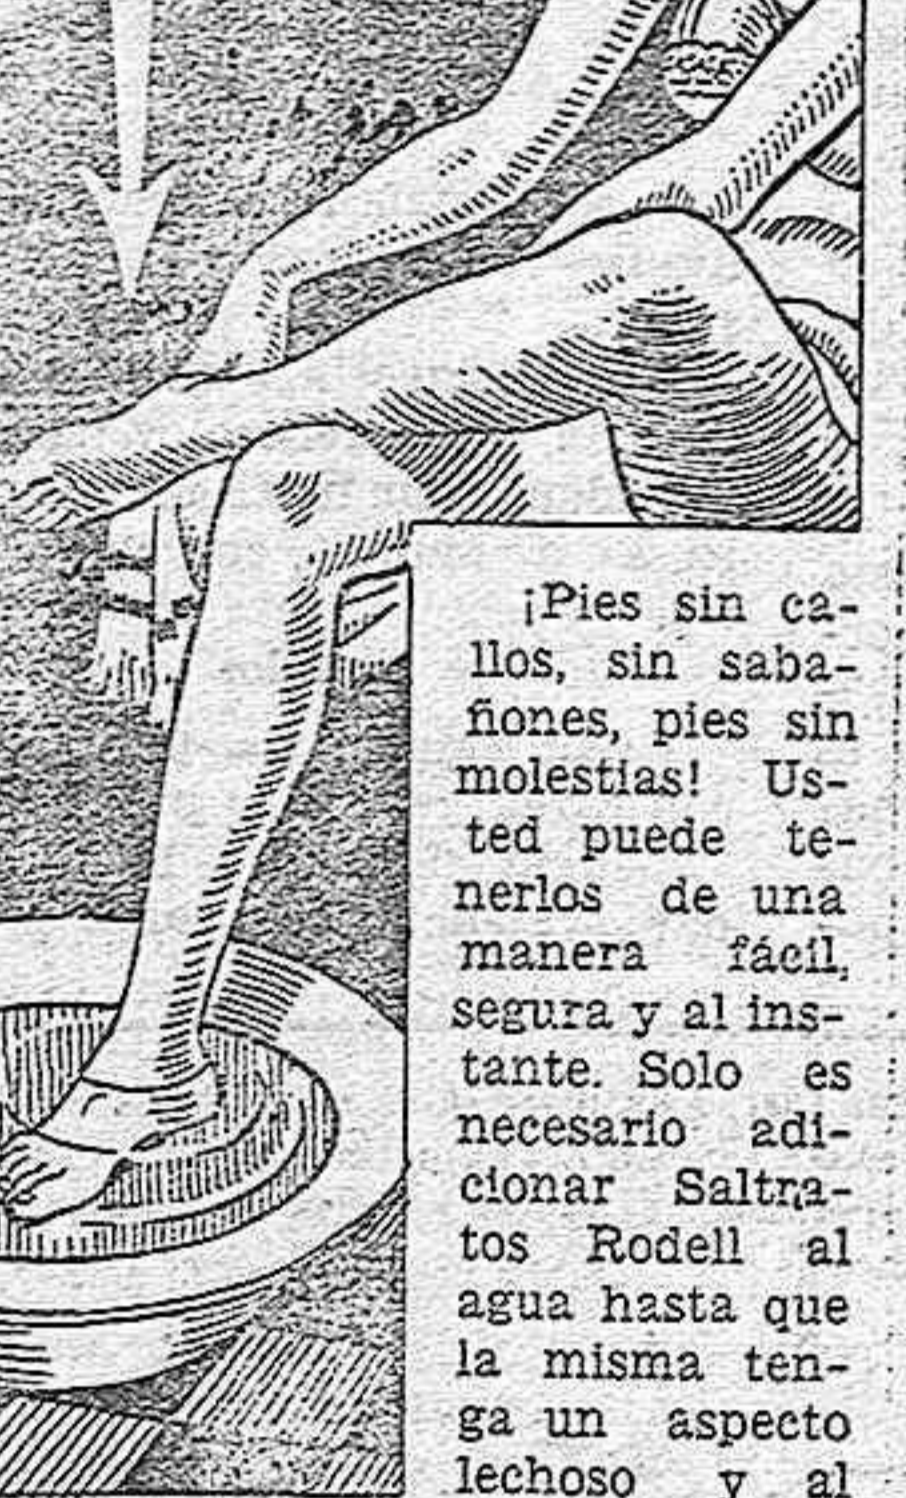 ¡Pies sin ca-
llos, sin saba-
ñones, pies sin
molestias! Us-
ted puede te-
nerlos de una
manera fácil,
segura y al ins-
tante. Solo es
necesario adi-
cionar Saltra-
tos Rodell al
agua hasta que
la misma ten-
ga un aspecto
lechoso y al